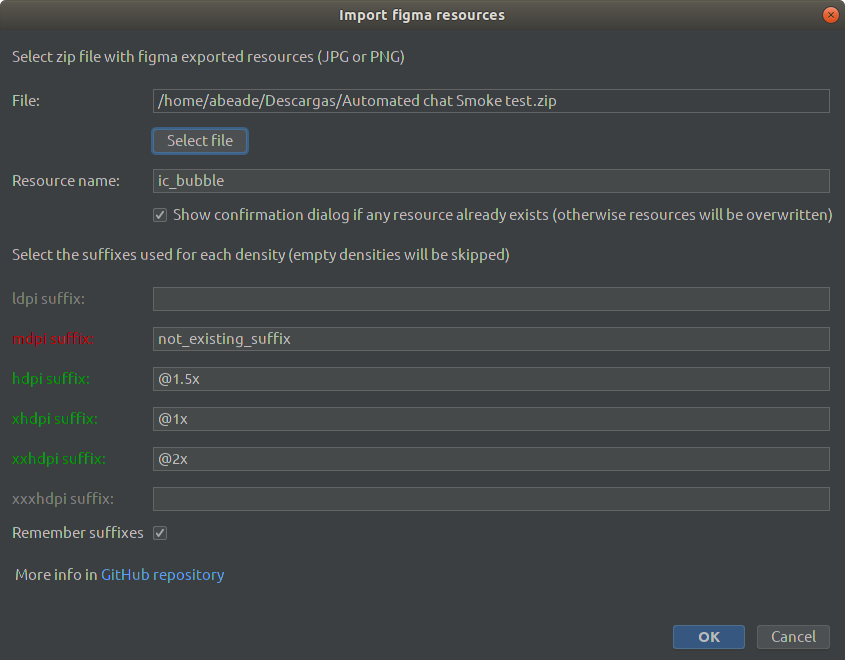 Import figma resources
Select zip file with figma exported resources (JPG or PNG)
File: /home/abeade/Descargas/Automated chat Smoke test.zip
Select file
Resource name: ic_bubble
Show confirmation dialog if any resource already exists (otherwise resources will be overwritten)
Select the suffixes used for each density (empty densities will be skipped)
ldpi suffix:
mdpi suffix: not_existing_suffix
hdpi suffix: @1.5x
xhdpi suffix: @1x
xxhdpi suffix: @2x
xxxhdpi suffix:
Remember suffixes
More info in GitHub repository
OK Cancel